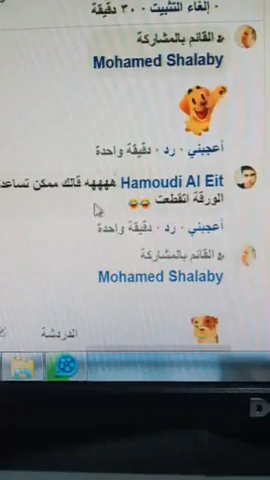 · إلغاء التثبيت · ٣٠ دقيقة
القائم بالمشاركة
Mohamed Shalaby
أعجبني · رد · دقيقة واحدة
Hamoudi Al Eit هههههه قالك ممكن تساعد
الورقة اتقطعت 😂😂
أعجبني · رد · دقيقة واحدة
القائم بالمشاركة
Mohamed Shalaby
الدردشة
D